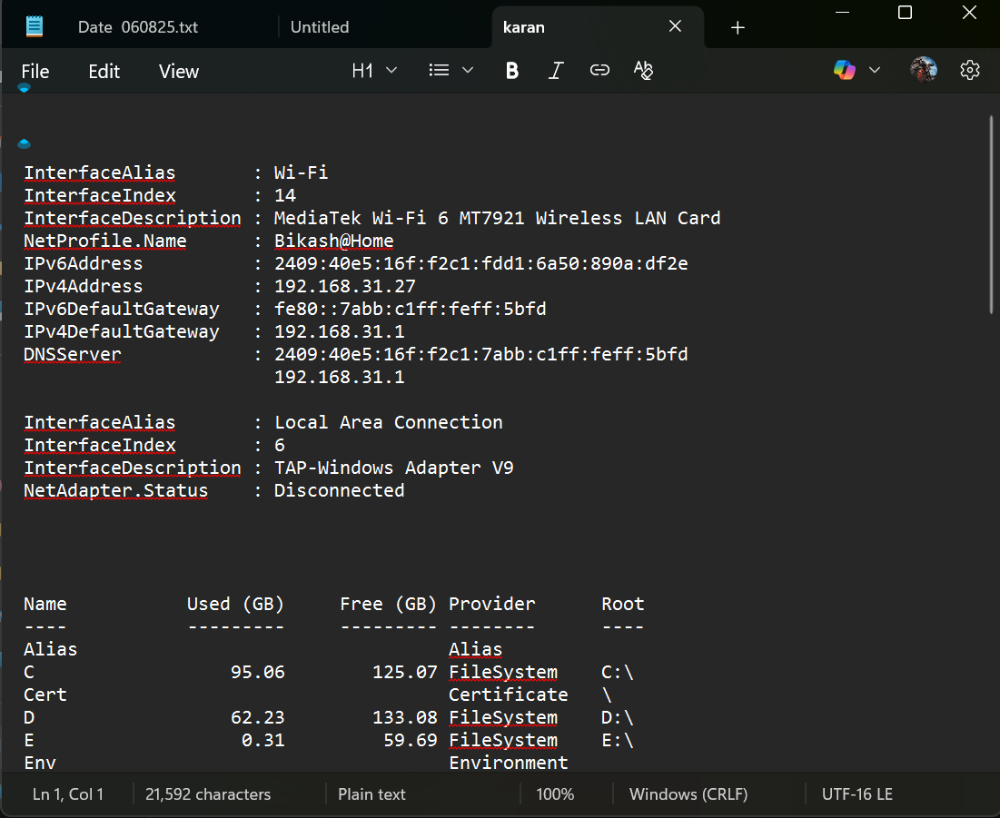 Date 060825.txt Untitled karan
File Edit View H1 B I
InterfaceAlias : Wi-Fi
InterfaceIndex : 14
InterfaceDescription : MediaTek Wi-Fi 6 MT7921 Wireless LAN Card
NetProfile.Name : Bikash@Home
IPv6Address : 2409:40e5:16f:f2c1:fdd1:6a50:890a:df2e
IPv4Address : 192.168.31.27
IPv6DefaultGateway : fe80::7abb:c1ff:feff:5bfd
IPv4DefaultGateway : 192.168.31.1
DNSServer : 2409:40e5:16f:f2c1:7abb:c1ff:feff:5bfd
192.168.31.1
InterfaceAlias : Local Area Connection
InterfaceIndex : 6
InterfaceDescription : TAP-Windows Adapter V9
NetAdapter.Status : Disconnected
Name Used (GB) Free (GB) Provider Root
---- --------- --------- -------- ----
Alias Alias
C 95.06 125.07 FileSystem C:\
Cert Certificate \
D 62.23 133.08 FileSystem D:\
E 0.31 59.69 FileSystem E:\
Env Environment
Ln 1, Col 1 21,592 characters Plain text 100% Windows (CRLF) UTF-16 LE